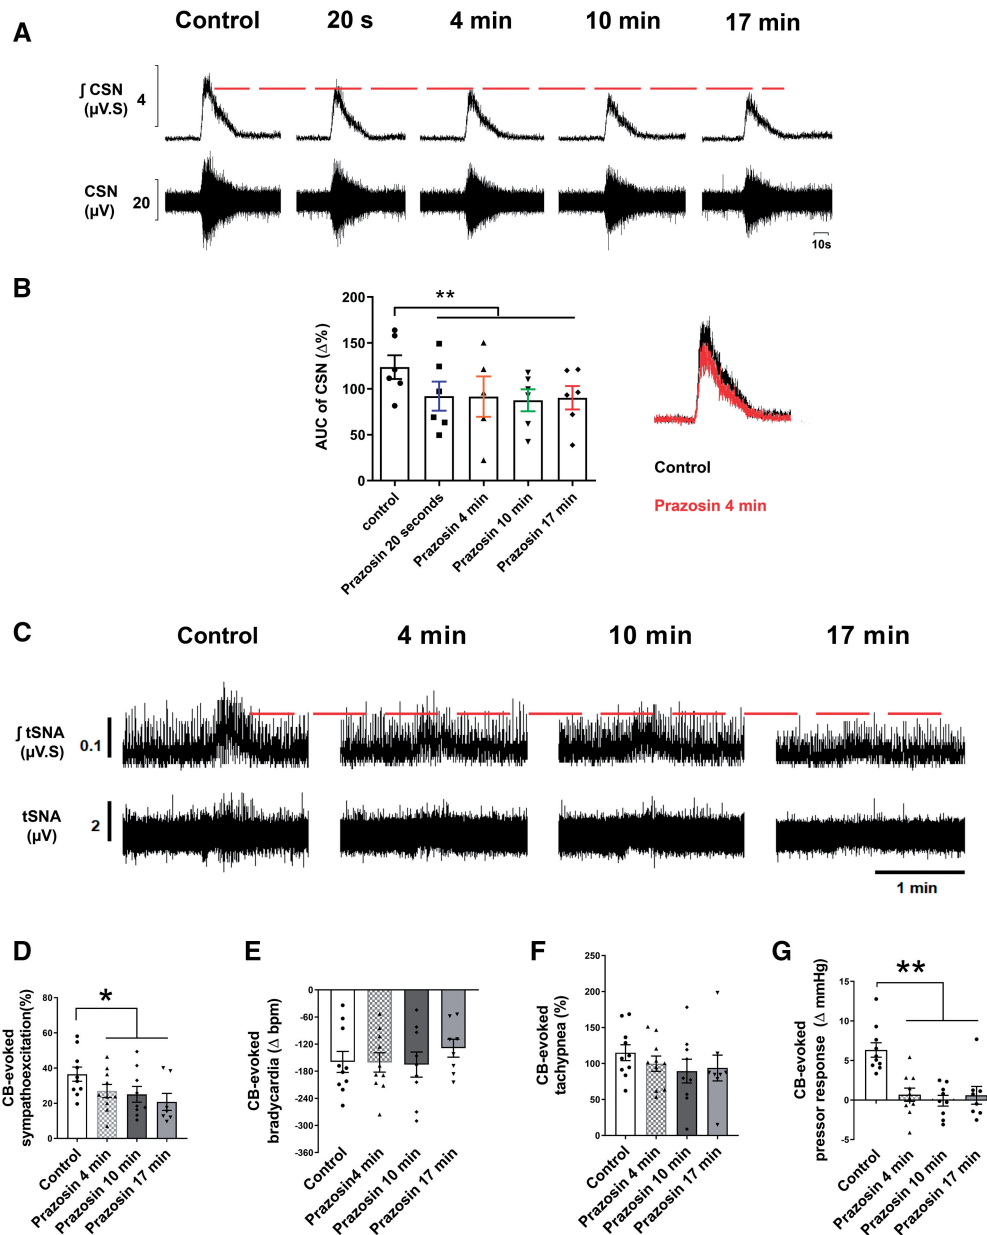 A
Control 20 s 4 min 10 min 17 min
∫ CSN
(µV.S)
4
CSN
(µV)
20
10s
B
**
AUC of CSN (Δ%)
200
150
100
50
0
control
Prazosin 20 seconds
Prazosin 4 min
Prazosin 10 min
Prazosin 17 min
Control
Prazosin 4 min
C
Control 4 min 10 min 17 min
∫ tSNA
(µV.S)
0.1
tSNA
(µV)
2
1 min
D
CB-evoked
sympathoexcitation(%)
80
60
40
20
0
*
Control
Prazosin 4 min
Prazosin 10 min
Prazosin 17 min
E
CB-evoked
bradycardia (Δ bpm)
0
-60
-120
-180
-240
-300
-360
Control
Prazosin4 min
Prazosin 10 min
Prazosin 17 min
F
CB-evoked
tachypnea (%)
250
200
150
100
50
0
Control
Prazosin 4 min
Prazosin 10 min
Prazosin 17 min
G
CB-evoked
pressor response (Δ mmHg)
15
10
5
0
-5
**
Control
Prazosin 4 min
Prazosin 10 min
Prazosin 17 min